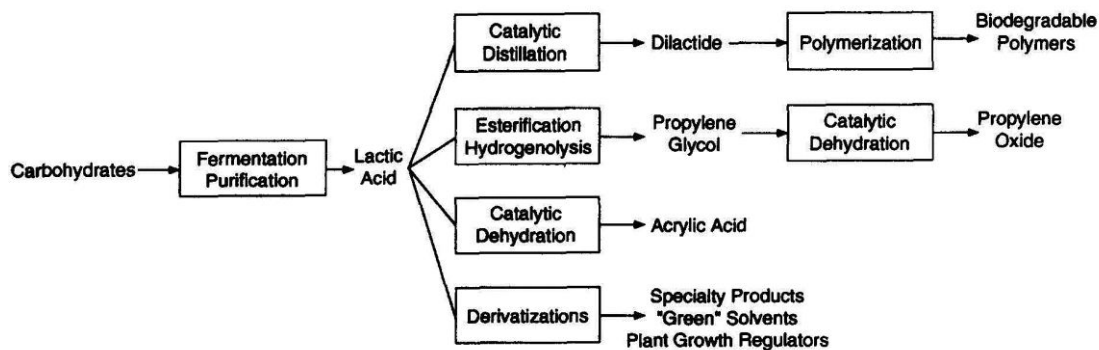 Catalytic
Distillation
Dilactide
Polymerization
Biodegradable
Polymers
Esterification
Hydrogenolysis
Propylene
Glycol
Catalytic
Dehydration
Propylene
Oxide
Carbohydrates
Fermentation
Purification
Lactic
Acid
Catalytic
Dehydration
Acrylic Acid
Derivatizations
Specialty Products
"Green" Solvents
Plant Growth Regulators